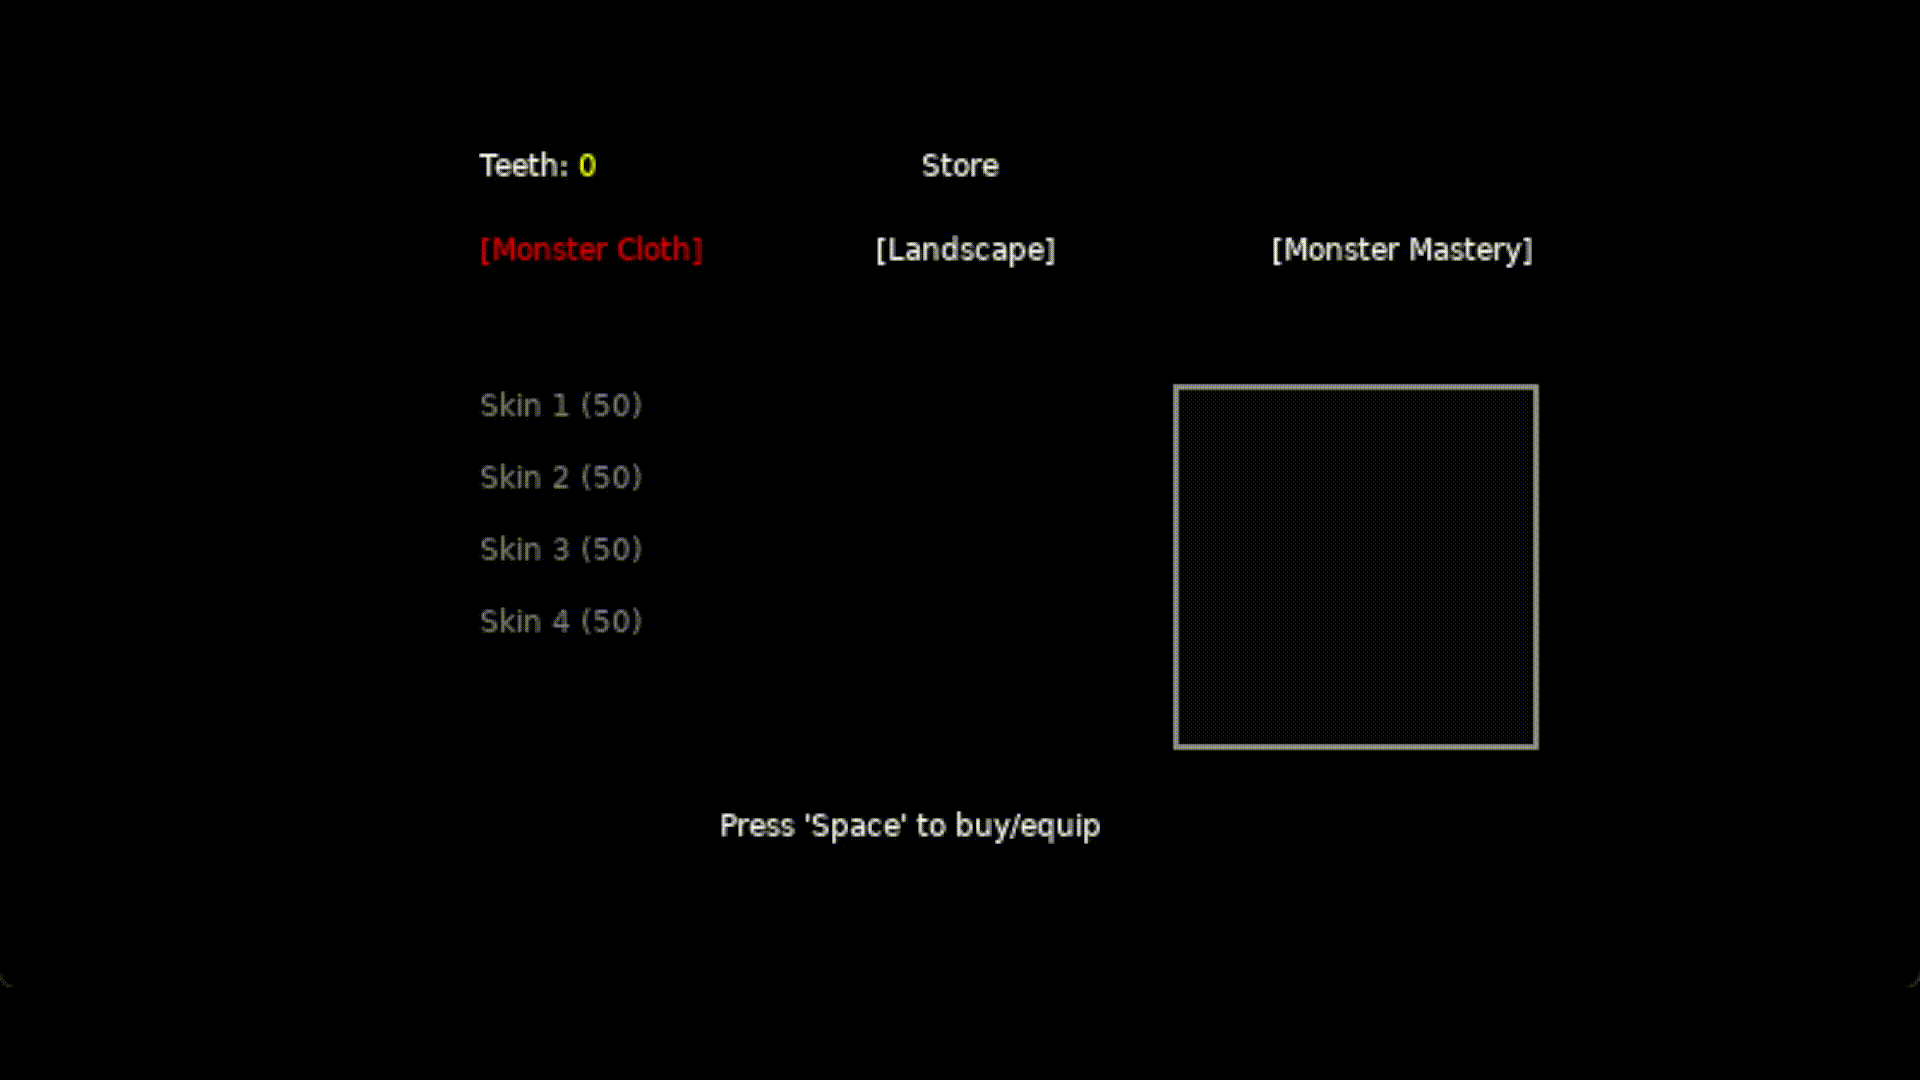 Teeth: 0 Store
[Monster Cloth] [Landscape] [Monster Mastery]
Skin 1 (50)
Skin 2 (50)
Skin 3 (50)
Skin 4 (50)
Press 'Space' to buy/equip